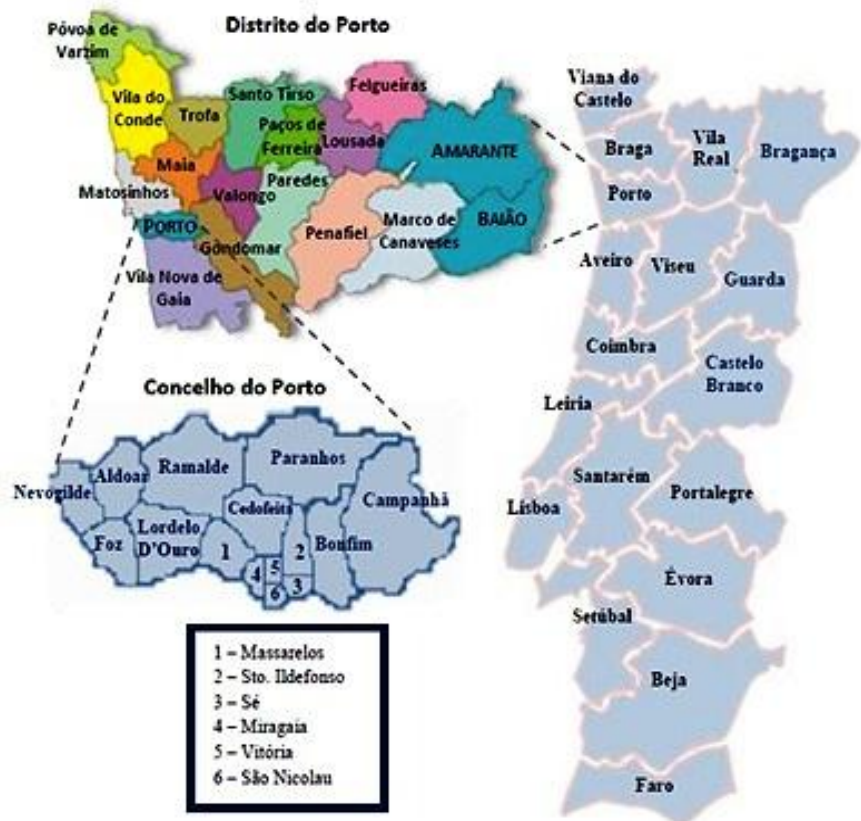 Distrito do Porto
Póvoa de
Varzim
Vila do
Conde
Trofa
Santo Tirso
Felgueiras
Paços de
Ferreira
Lousada
AMARANTE
Maia
Matosinhos
Valongo
Paredes
PORTO
Gondomar
Penafiel
Marco de
Canaveses
BAIÃO
Vila Nova de
Gaia
Concelho do Porto
Nevogilde
Aldoar
Ramalde
Paranhos
Campanhã
Cedofeita
Foz
Lordelo
D'Ouro
Bonfim
1
2
3
4
5
6
1 – Massarelos
2 – Sto. Ildefonso
3 – Sé
4 – Miragaia
5 – Vitória
6 – São Nicolau
Viana do
Castelo
Braga
Vila
Real
Bragança
Porto
Aveiro
Viseu
Guarda
Coimbra
Castelo
Branco
Leiria
Santarém
Lisboa
Portalegre
Évora
Setúbal
Beja
Faro